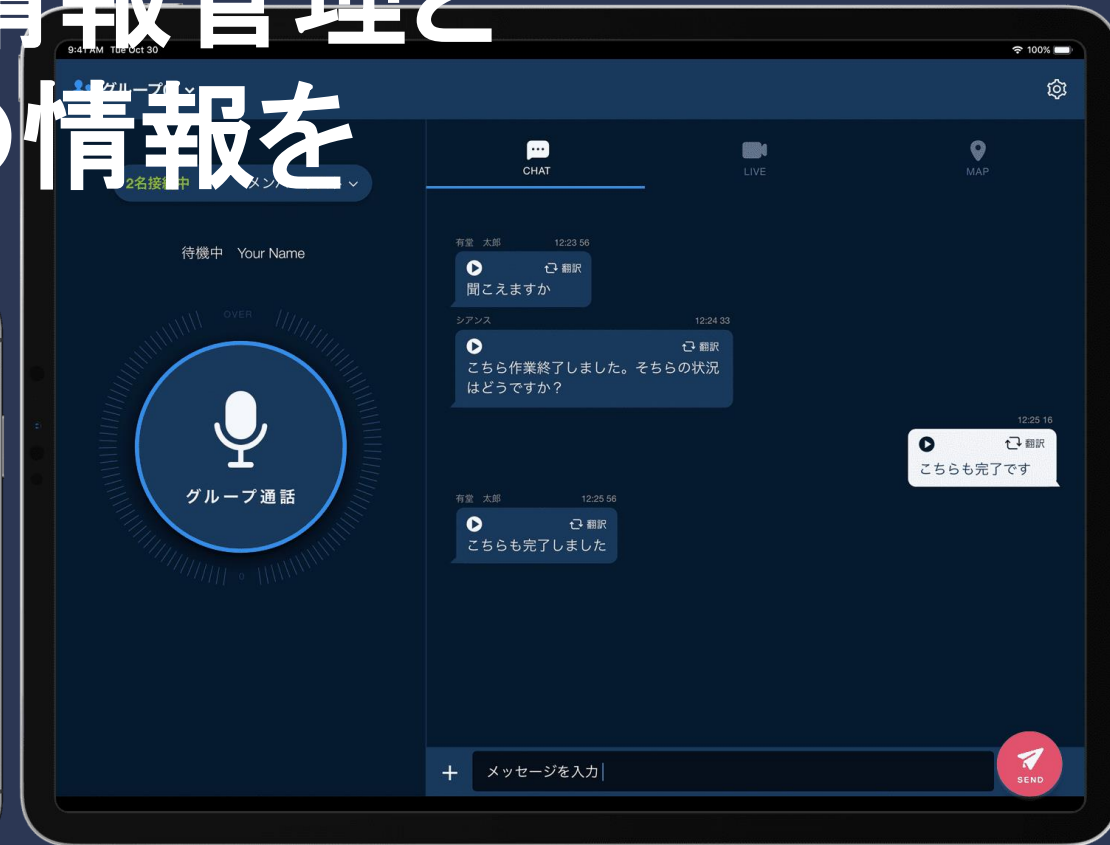 情報管理と
の情報を
9:41 AM Tue Oct 30
100%
グループ
2名接続中
メンバー
待機中 Your Name
OVER
グループ通話
0
CHAT
LIVE
MAP
有堂 太郎 12:23 56
翻訳
聞こえますか
シアンス 12:24 33
翻訳
こちら作業終了しました。そちらの状況
はどうですか？
12:25 16
翻訳
こちらも完了です
有堂 太郎 12:25 56
翻訳
こちらも完了しました
メッセージを入力
SEND